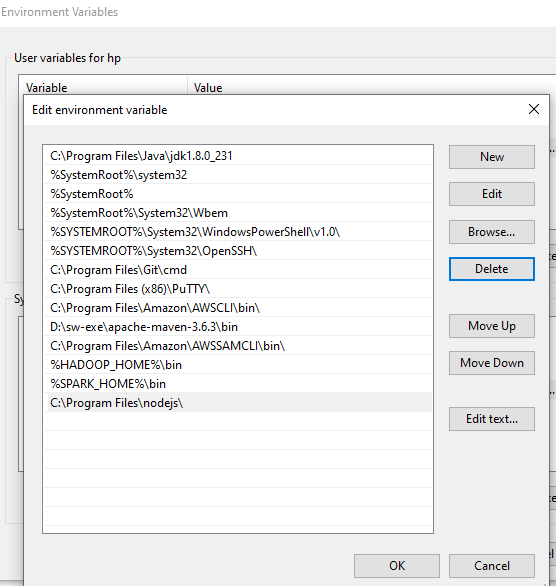 Environment Variables
User variables for hp
Variable
Value
Edit environment variable
C:\Program Files\Java\jdk1.8.0_231
%SystemRoot%\system32
%SystemRoot%
%SystemRoot%\System32\Wbem
%SYSTEMROOT%\System32\WindowsPowerShell\v1.0\
%SYSTEMROOT%\System32\OpenSSH\
C:\Program Files\Git\cmd
C:\Program Files (x86)\PuTTY\
C:\Program Files\Amazon\AWSCLI\bin\
D:\sw-exe\apache-maven-3.6.3\bin
C:\Program Files\Amazon\AWSSAMCLI\bin\
%HADOOP_HOME%\bin
%SPARK_HOME%\bin
C:\Program Files\nodejs\
New
Edit
Browse...
Delete
Move Up
Move Down
Edit text...
OK
Cancel